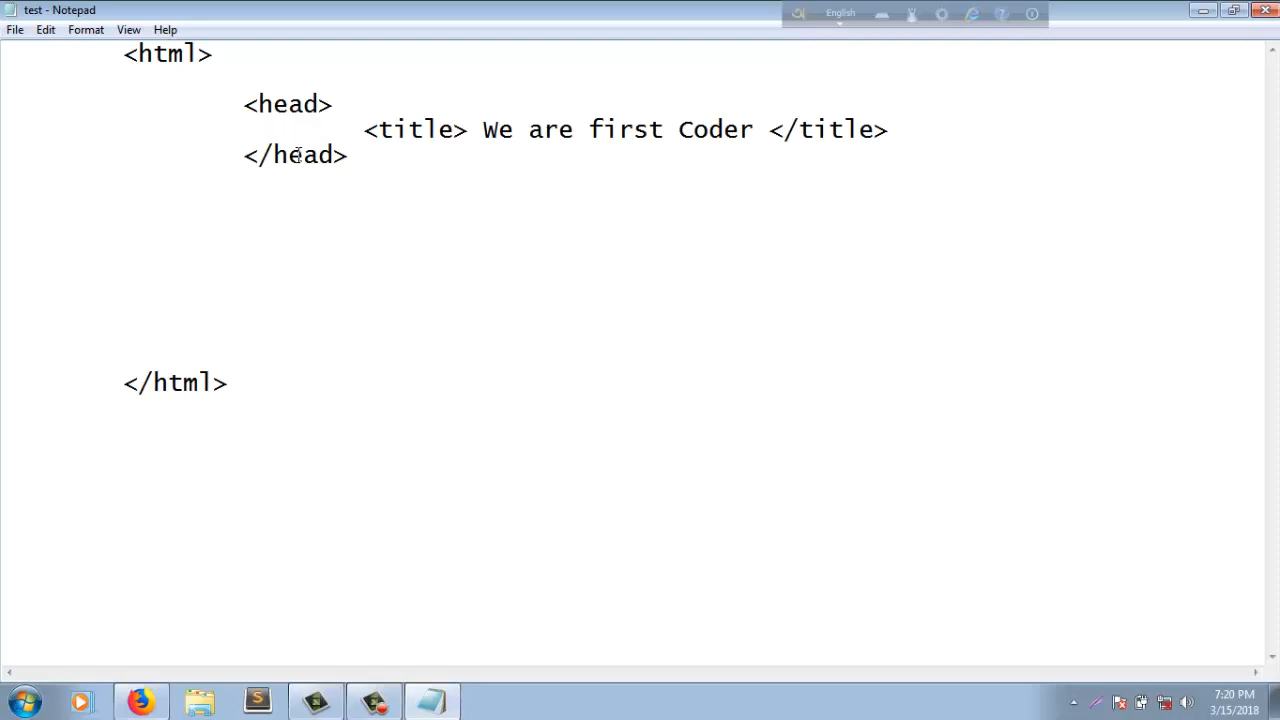 test - Notepad
English
File Edit Format View Help
<html>
<head>
<title> We are first Coder </title>
</head>
</html>
7:20 PM
3/15/2018